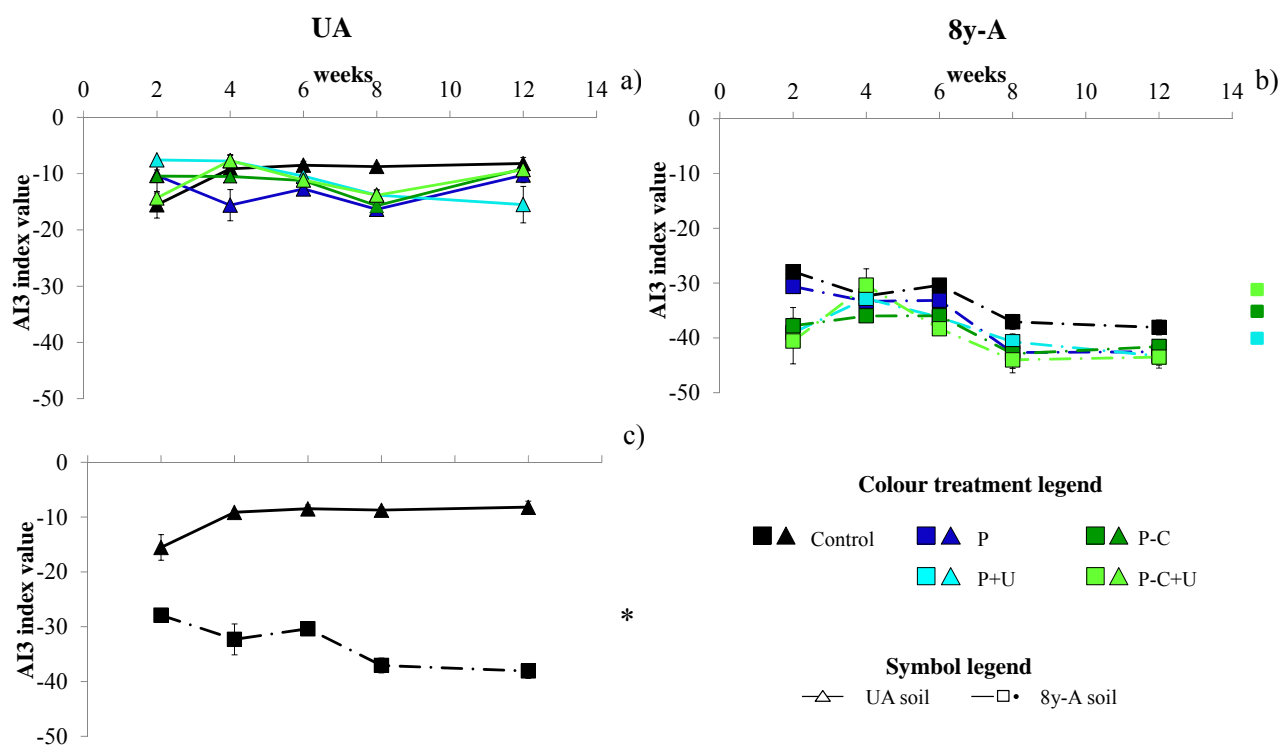 UA
8y-A
weeks
a)
0 2 4 6 8 10 12 14
0
-10
-20
-30
-40
-50
AI3 index value
weeks
b)
0 2 4 6 8 10 12 14
0
-10
-20
-30
-40
-50
AI3 index value
c)
0
-10
-20
-30
-40
-50
AI3 index value
*
Colour treatment legend
Control P P-C
P+U P-C+U
Symbol legend
UA soil 8y-A soil